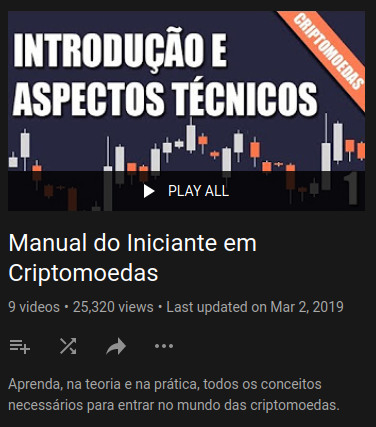 INTRODUÇÃO E
ASPECTOS TÉCNICOS
CRIPTOMOEDAS
1
PLAY ALL
Manual do Iniciante em
Criptomoedas
9 videos • 25,320 views • Last updated on Mar 2, 2019
Aprenda, na teoria e na prática, todos os conceitos
necessários para entrar no mundo das criptomoedas.